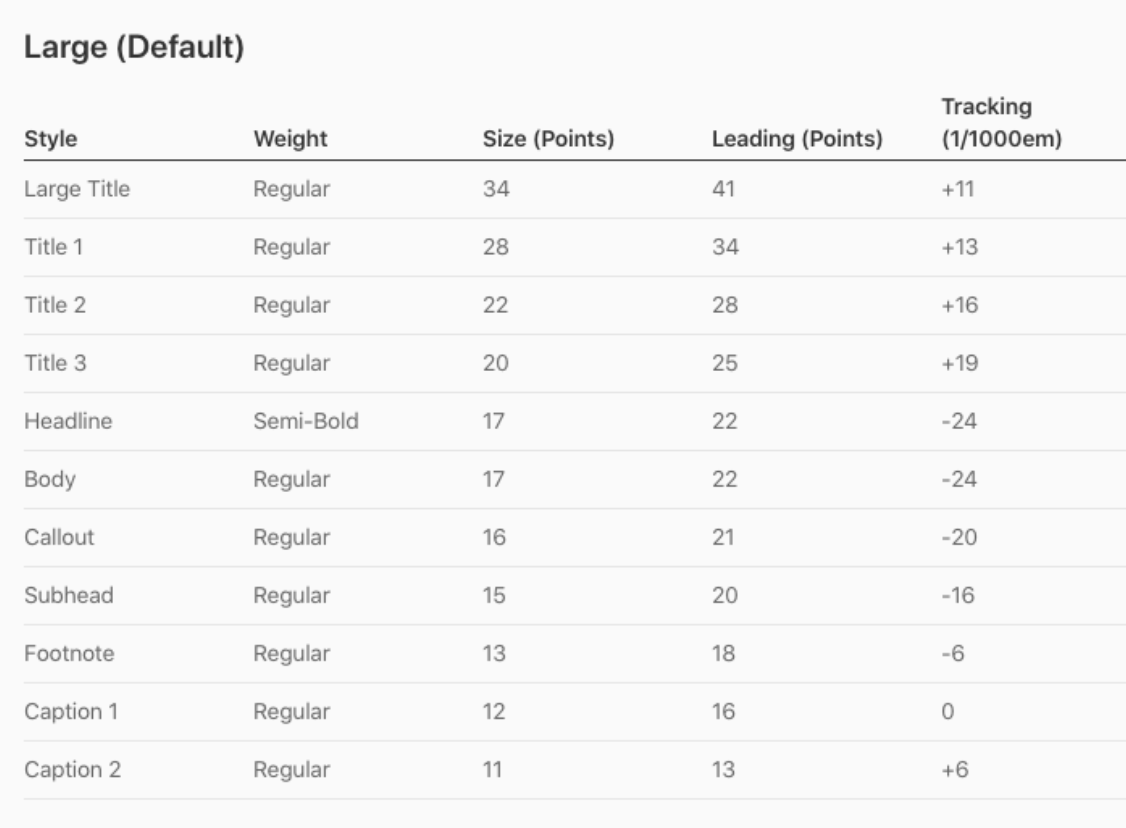 Large (Default)
Style Weight Size (Points) Leading (Points) Tracking (1/1000em)
Large Title Regular 34 41 +11
Title 1 Regular 28 34 +13
Title 2 Regular 22 28 +16
Title 3 Regular 20 25 +19
Headline Semi-Bold 17 22 -24
Body Regular 17 22 -24
Callout Regular 16 21 -20
Subhead Regular 15 20 -16
Footnote Regular 13 18 -6
Caption 1 Regular 12 16 0
Caption 2 Regular 11 13 +6